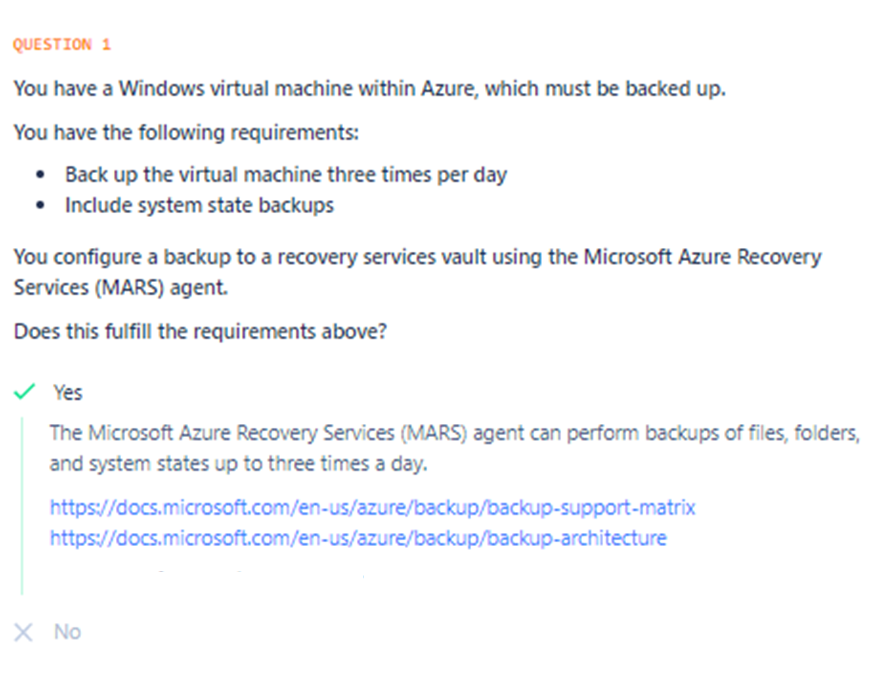 QUESTION 1
You have a Windows virtual machine within Azure, which must be backed up.
You have the following requirements:
• Back up the virtual machine three times per day
• Include system state backups
You configure a backup to a recovery services vault using the Microsoft Azure Recovery
Services (MARS) agent.
Does this fulfill the requirements above?
Yes
The Microsoft Azure Recovery Services (MARS) agent can perform backups of files, folders,
and system states up to three times a day.
https://docs.microsoft.com/en-us/azure/backup/backup-support-matrix
https://docs.microsoft.com/en-us/azure/backup/backup-architecture
No